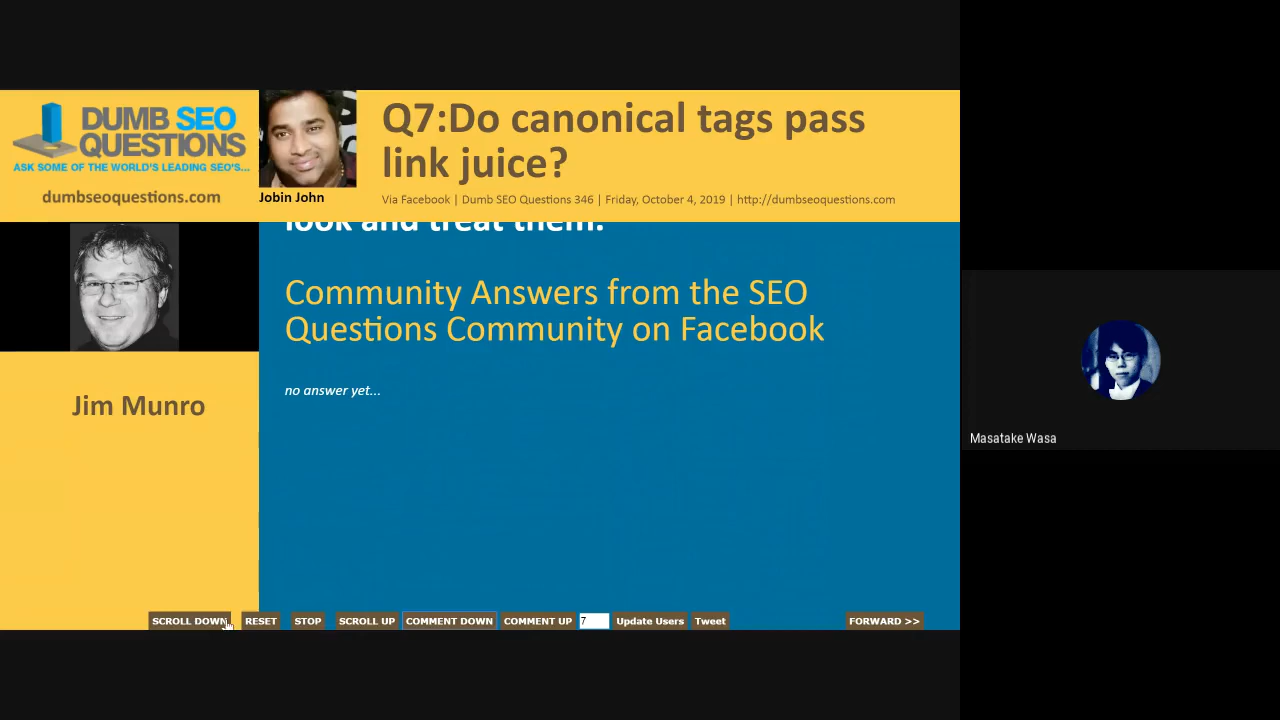 DUMB SEO
QUESTIONS
ASK SOME OF THE WORLD'S LEADING SEO'S...
dumbseoquestions.com
Jobin John
Q7:Do canonical tags pass
link juice?
Via Facebook | Dumb SEO Questions 346 | Friday, October 4, 2019 | http://dumbseoquestions.com
look and treat them.
Community Answers from the SEO
Questions Community on Facebook
no answer yet...
Jim Munro
Masatake Wasa
SCROLL DOWN RESET STOP SCROLL UP COMMENT DOWN COMMENT UP 7 Update Users Tweet FORWARD >>